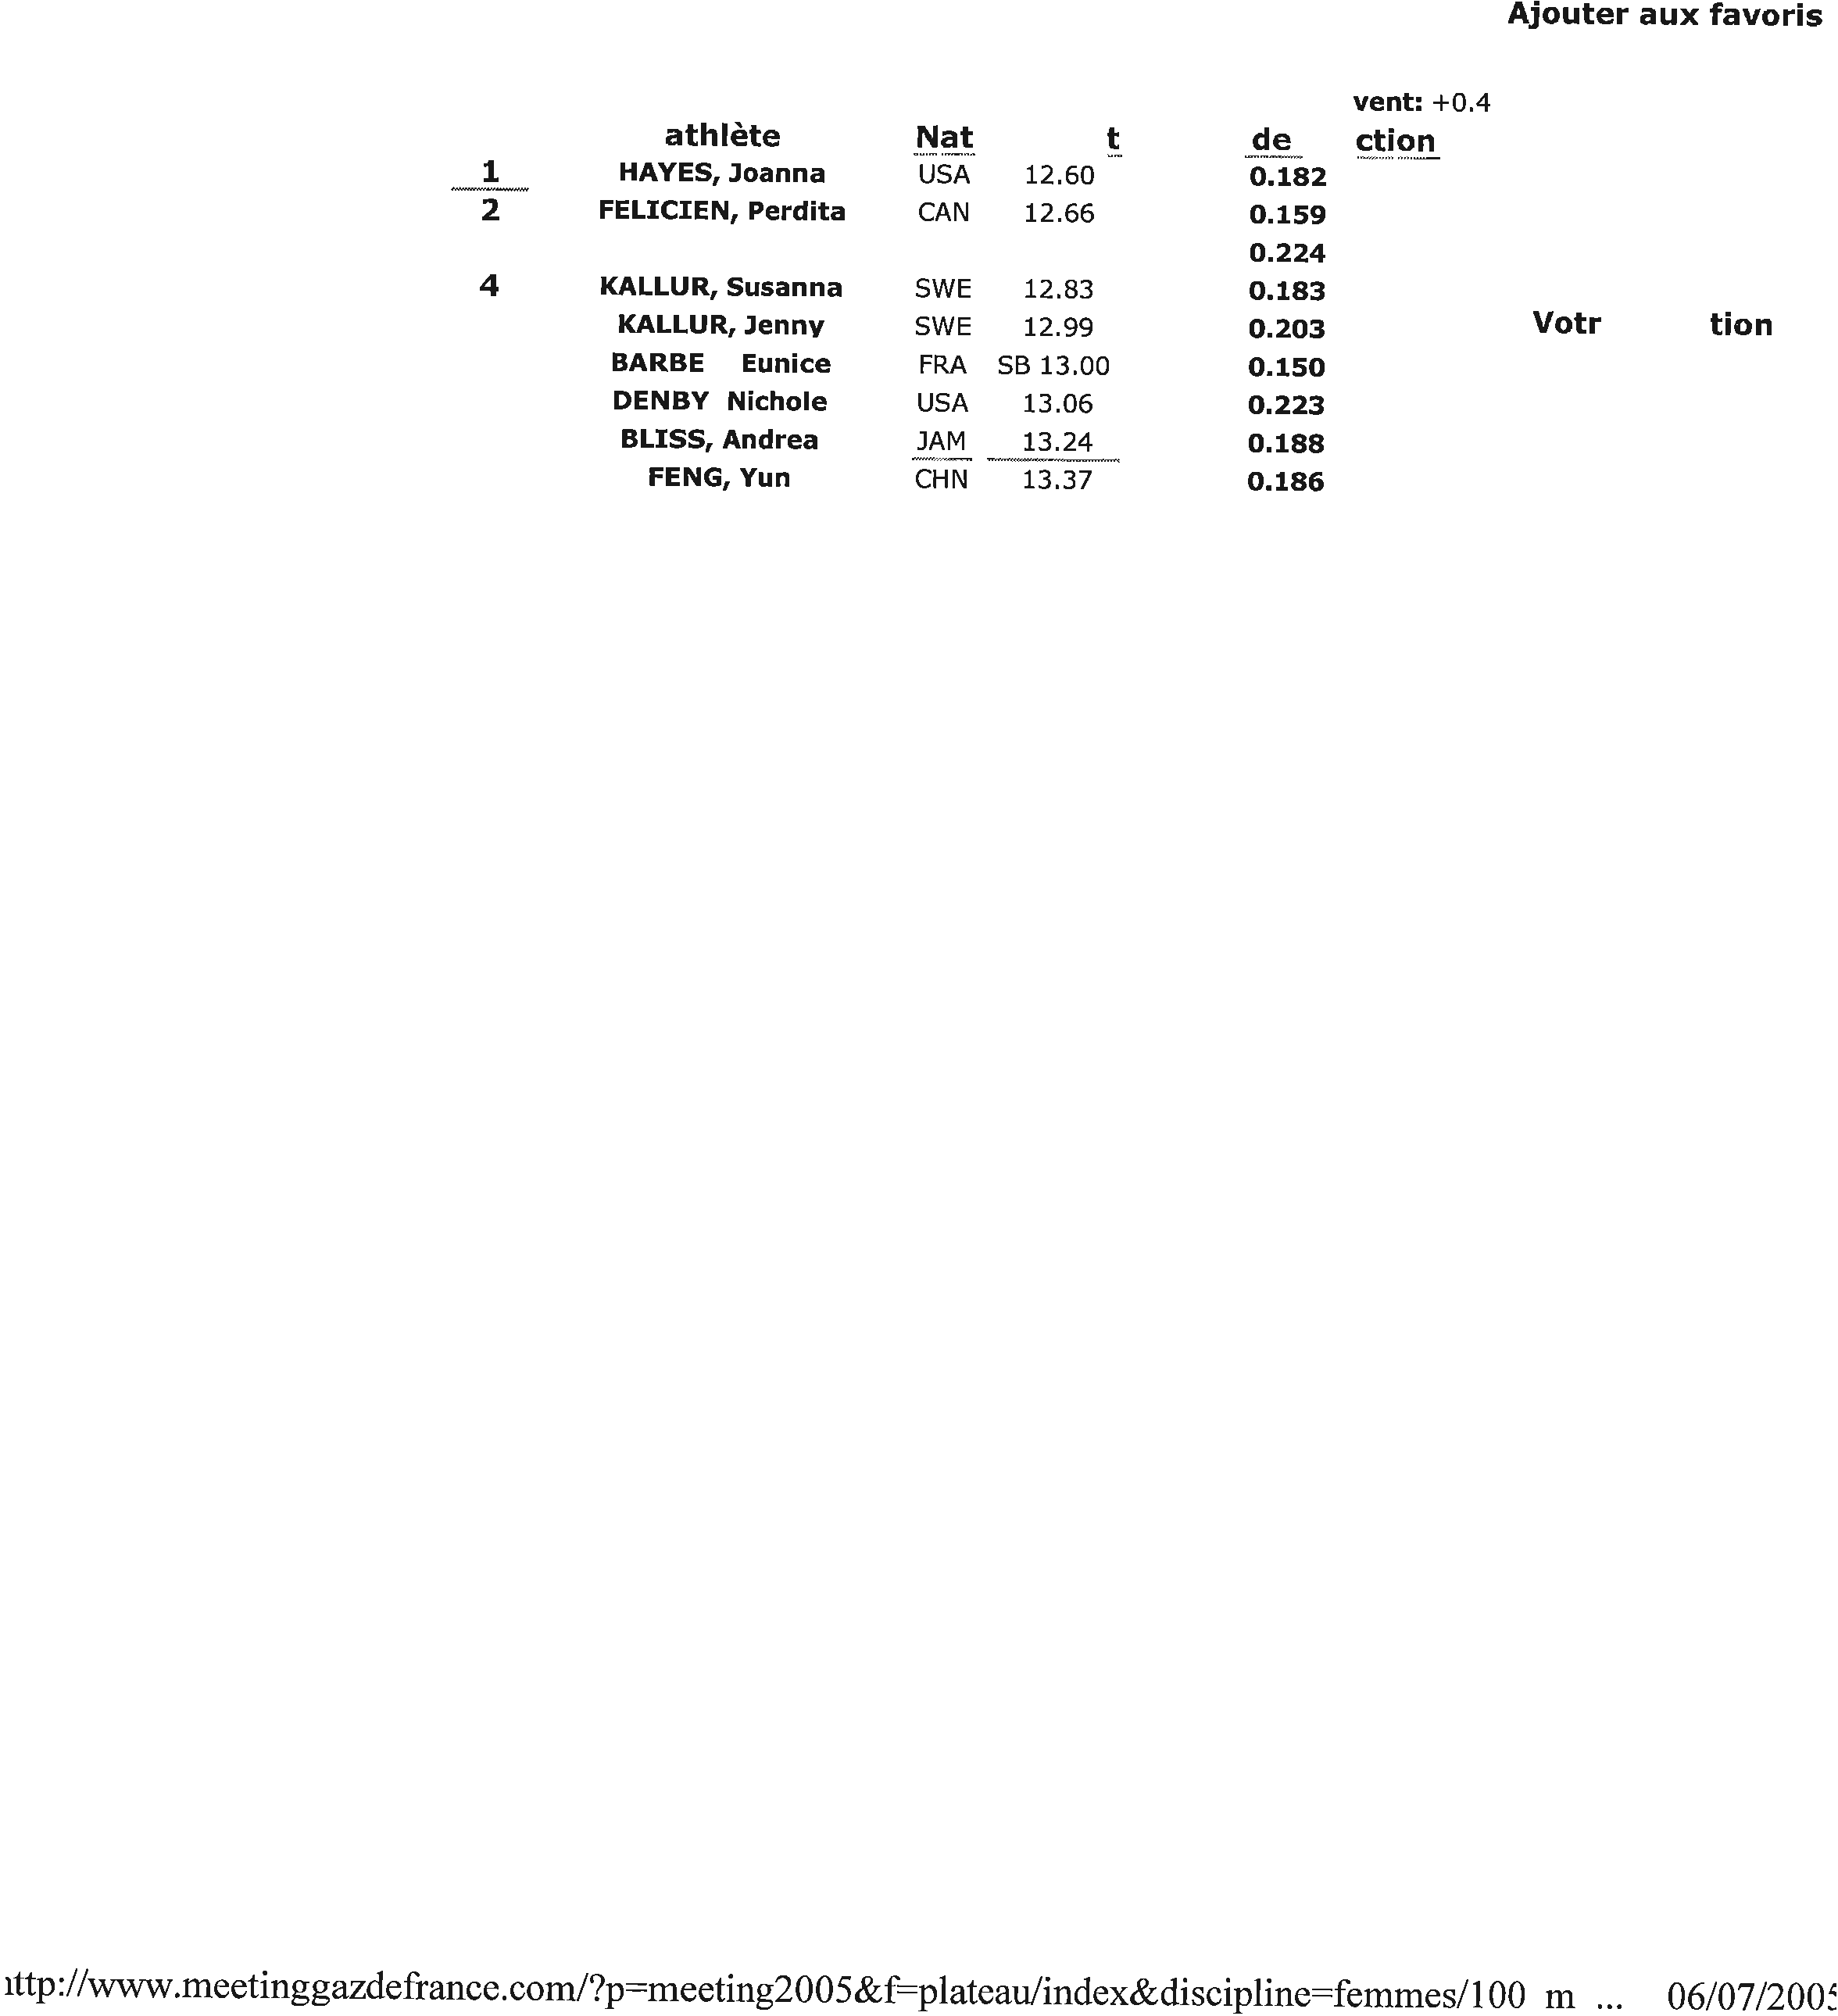 Ajouter aux favoris
vent: +0.4
athlète Nat t de ction
1 HAYES, Joanna USA 12.60 0.182
2 FELICIEN, Perdita CAN 12.66 0.159
0.224
4 KALLUR, Susanna SWE 12.83 0.183
KALLUR, Jenny SWE 12.99 0.203 Votr tion
BARBE Eunice FRA SB 13.00 0.150
DENBY Nichole USA 13.06 0.223
BLISS, Andrea JAM 13.24 0.188
FENG, Yun CHN 13.37 0.186
ttp://www.meetinggazdefrance.com/?p=meeting2005&f=plateau/index&discipline=femmes/100 m ... 06/07/2005